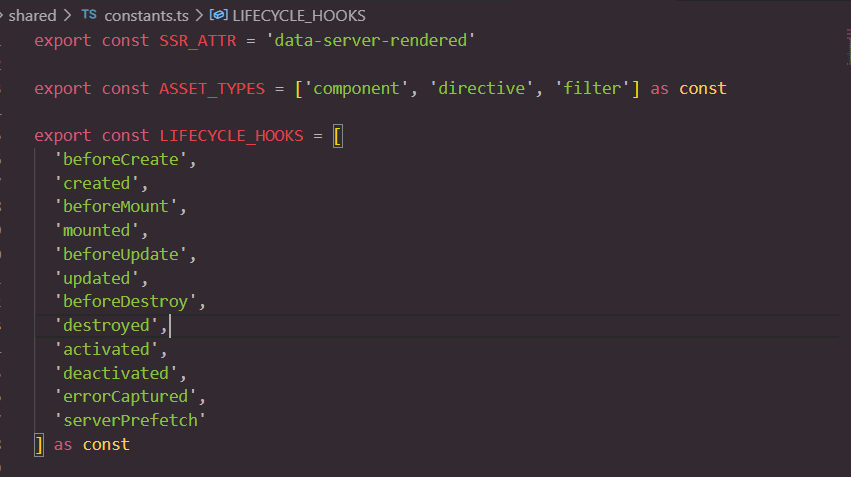 shared > TS constants.ts > LIFECYCLE_HOOKS
export const SSR_ATTR = 'data-server-rendered'
export const ASSET_TYPES = ['component', 'directive', 'filter'] as const
export const LIFECYCLE_HOOKS = [
'beforeCreate',
'created',
'beforeMount',
'mounted',
'beforeUpdate',
'updated',
'beforeDestroy',
'destroyed',
'activated',
'deactivated',
'errorCaptured',
'serverPrefetch'
] as const